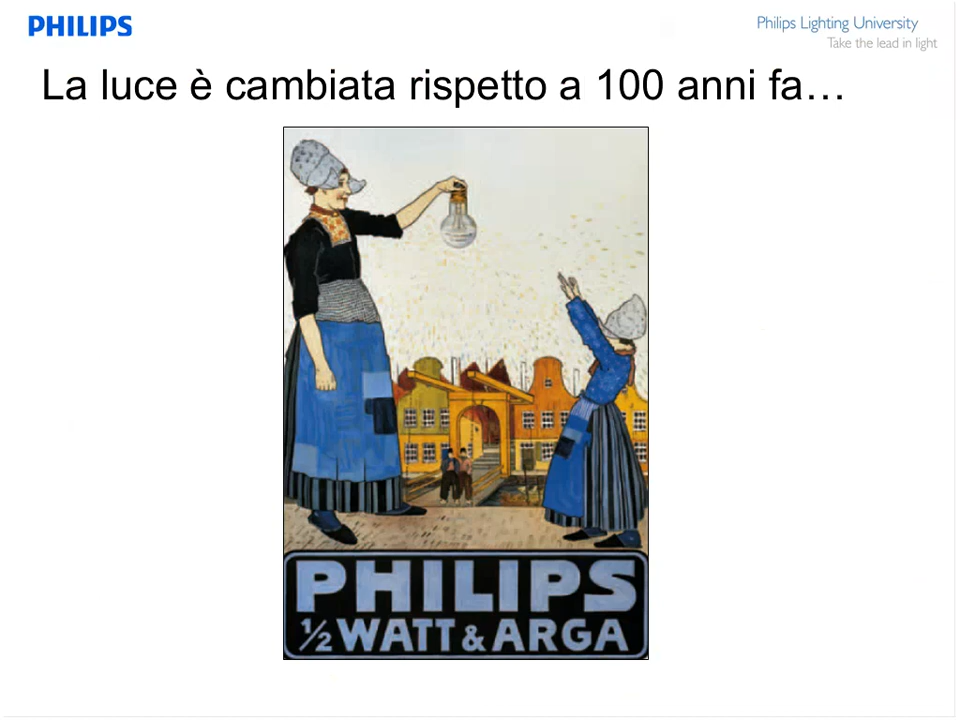 PHILIPS
Philips Lighting University
Take the lead in light
La luce è cambiata rispetto a 100 anni fa…
PHILIPS
½ WATT & ARGA